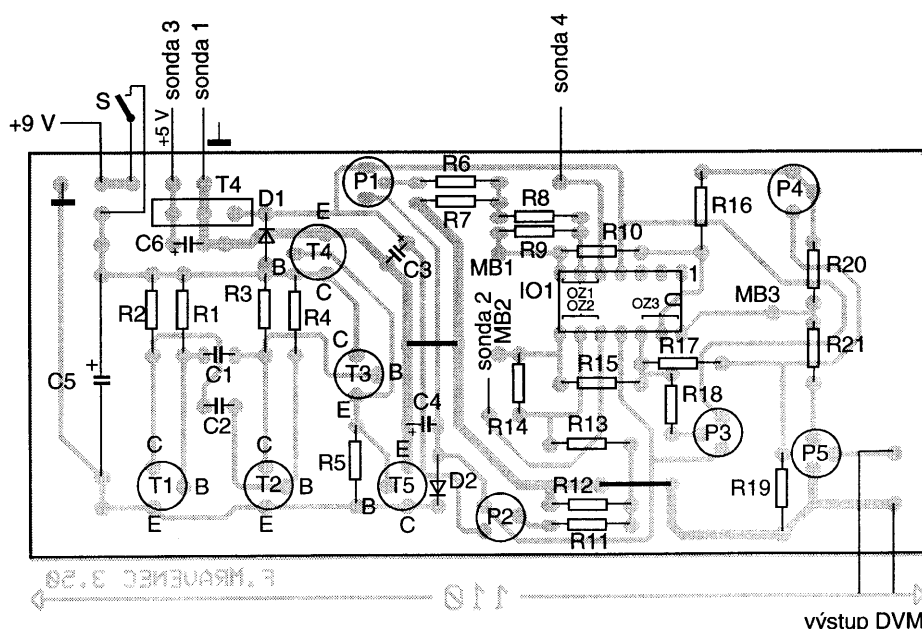 sonda 3
sonda 1
sonda 4
S
+9 V
+5 V
T4
D1
E
P1
R6
R7
R8
R9
R10
R16
P4
C6
T4
B
C
C3
MB1
IO1
OZ1
OZ2
OZ3
1
R20
MB3
R2
R1
R3
R4
sonda 2
MB2
C5
C1
C
T3
B
E
R15
R17
R21
R18
R14
C2
C4
R13
P3
P5
C
T1
B
E
C
T2
B
E
R5
E
T5
B
C
D2
P2
R12
R11
R19
F.MRAVENEC 3.50
110
výstup DVM